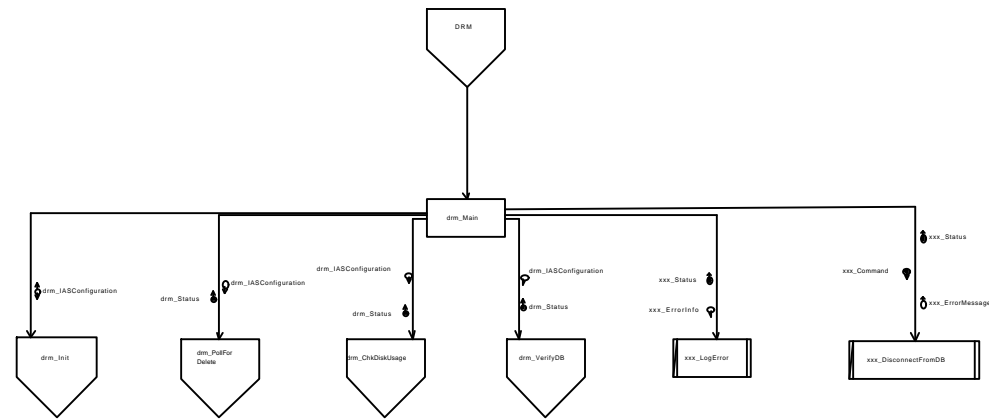 DRM
drm_Main
xxx_Status
drm_IASConfiguration
drm_IASConfiguration
xxx_Command
xxx_Status
drm_IASConfiguration
drm_IASConfiguration
drm_Status
drm_Status
xxx_ErrorMessage
drm_Status
xxx_ErrorInfo
drm_Init
drm_PollFor
Delete
drm_ChkDiskUsage
drm_VerifyDB
xxx_LogError
xxx_DisconnectFromDB